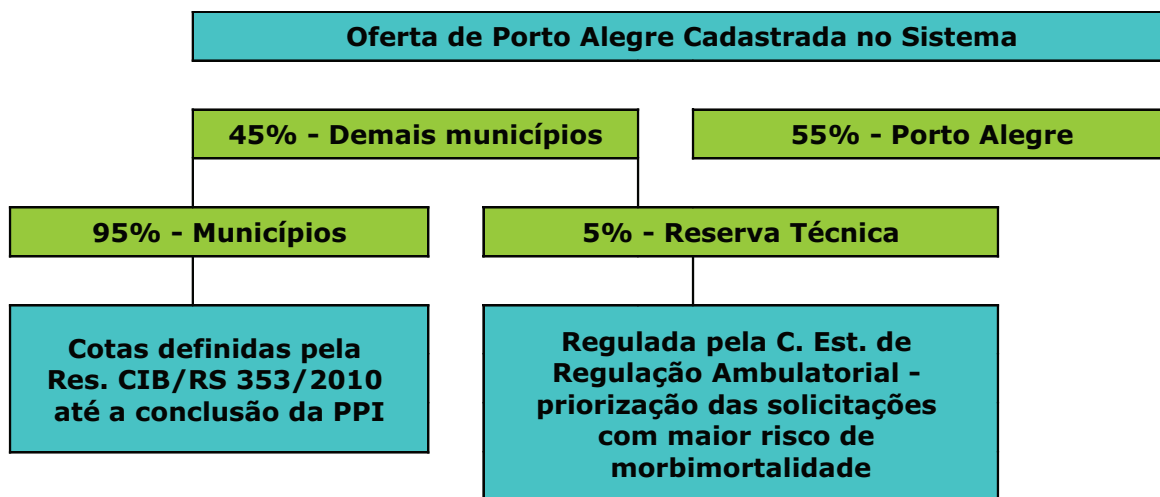 Oferta de Porto Alegre Cadastrada no Sistema
45% - Demais municípios
55% - Porto Alegre
95% - Municípios
5% - Reserva Técnica
Cotas definidas pela
Res. CIB/RS 353/2010
até a conclusão da PPI
Regulada pela C. Est. de
Regulação Ambulatorial -
priorização das solicitações
com maior risco de
morbimortalidade